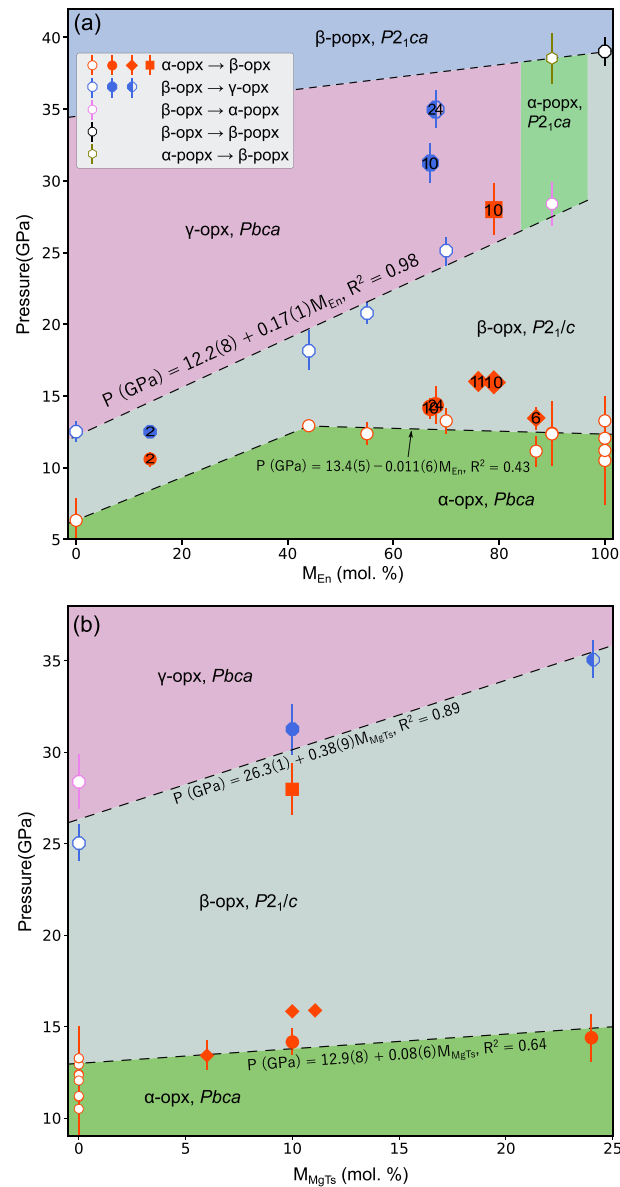 (a)
β-popx, P2₁ca
α-opx → β-opx
β-opx → γ-opx
β-opx → α-popx
β-opx → β-popx
α-popx → β-popx
α-popx,
P2₁ca
24
10
10
γ-opx, Pbca
P (GPa) = 12.2(8) + 0.17(1)M_En, R² = 0.98
β-opx, P2₁/c
2
2
24
11
10
6
P (GPa) = 13.4(5) − 0.011(6)M_En, R² = 0.43
α-opx, Pbca
40
35
30
25
20
15
10
5
Pressure(GPa)
0 20 40 60 80 100
M_En (mol. %)
(b)
γ-opx, Pbca
P (GPa) = 26.3(1) + 0.38(9)M_MgTs, R² = 0.89
β-opx, P2₁/c
P (GPa) = 12.9(8) + 0.08(6)M_MgTs, R² = 0.64
α-opx, Pbca
35
30
25
20
15
10
Pressure(GPa)
0 5 10 15 20 25
M_MgTs (mol. %)